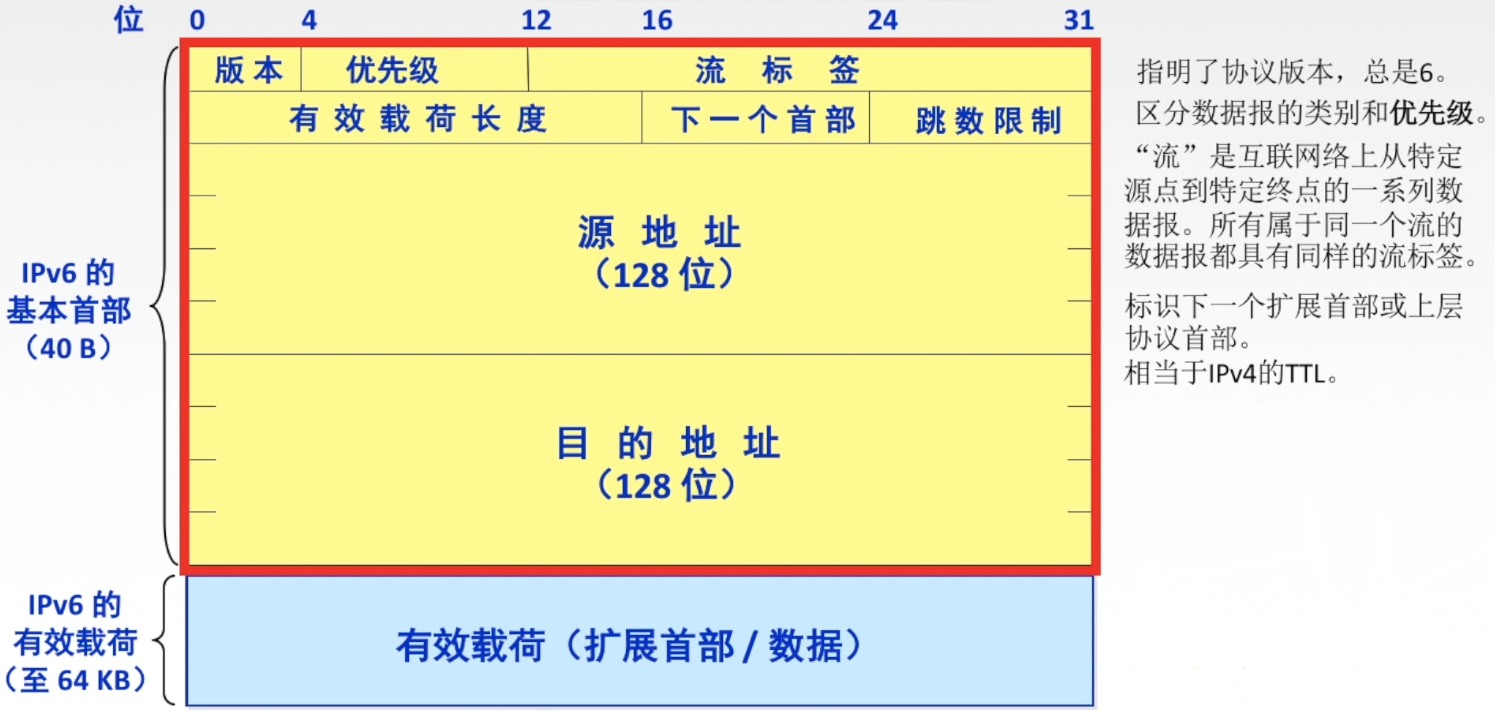 位 0 4 12 16 24 31
版本 优先级 流 标 签
有 效 载 荷 长 度 下一个首部 跳数限制
源 地 址
（128 位）
目 的 地 址
（128 位）
有效载荷（扩展首部 / 数据）
IPv6 的
基本首部
（40 B）
IPv6 的
有效载荷
（至 64 KB）
指明了协议版本，总是6。
区分数据报的类别和优先级。
“流”是互联网络上从特定
源点到特定终点的一系列数
据报。所有属于同一个流的
数据报都具有同样的流标签。
标识下一个扩展首部或上层
协议首部。
相当于IPv4的TTL。